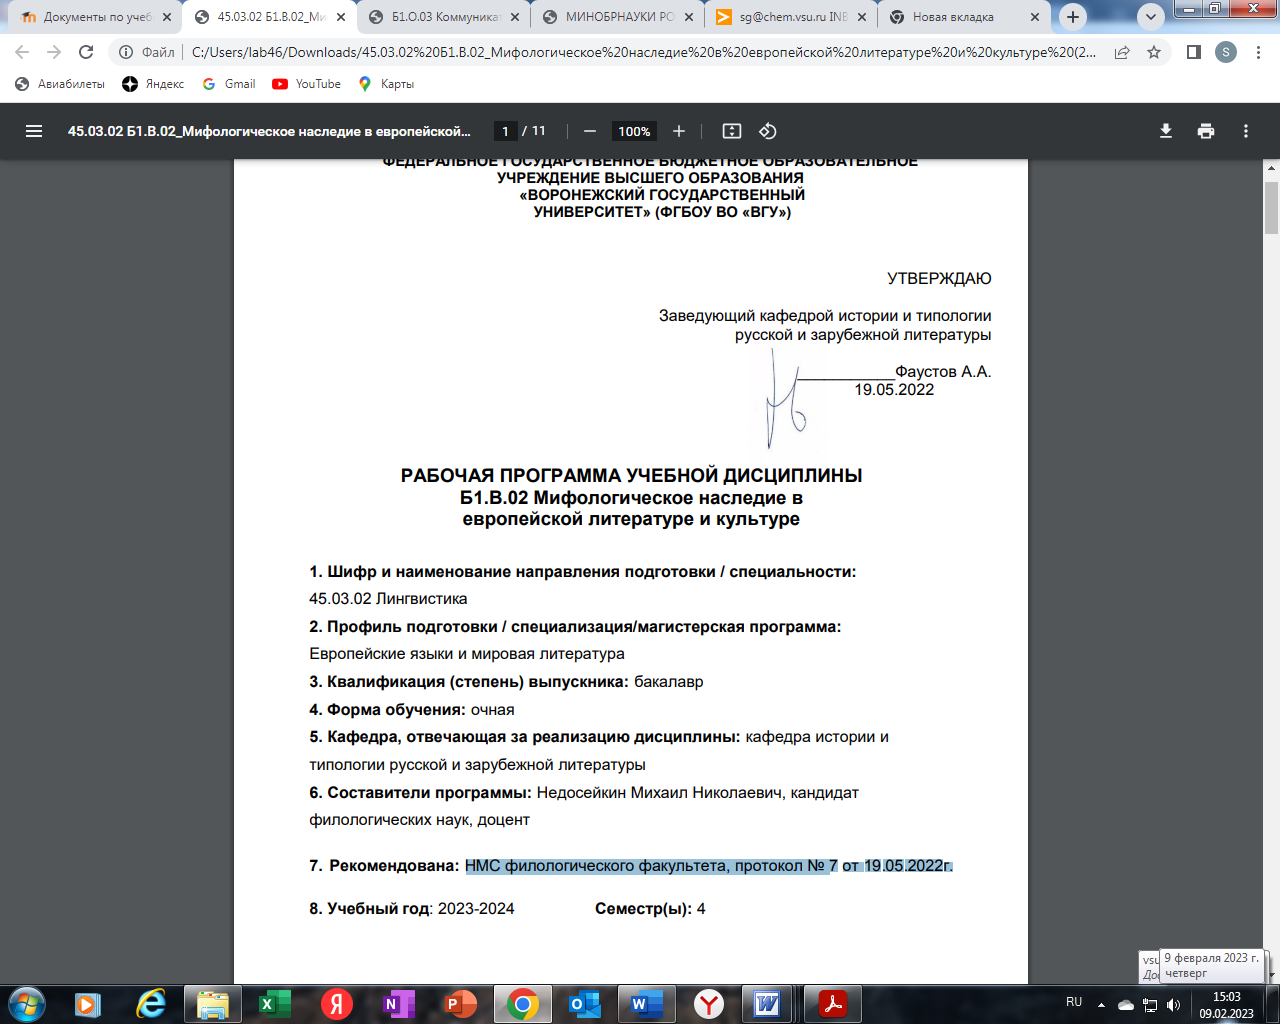 Документы по учеб
45.03.02 Б1.В.02_Ми
Б1.О.03 Коммуника
МИНОБРНАУКИ РО
sg@chem.vsu.ru INB
Новая вкладка
Файл
C:/Users/lab46/Downloads/45.03.02%20Б1.В.02_Мифологическое%20наследие%20в%20европейской%20литературе%20и%20культуре%20(2...
S
Авиабилеты
Яндекс
Gmail
YouTube
Карты
45.03.02 Б1.В.02_Мифологическое наследие в европейской...
1 / 11
100%
ФЕДЕРАЛЬНОЕ ГОСУДАРСТВЕННОЕ БЮДЖЕТНОЕ ОБРАЗОВАТЕЛЬНОЕ
УЧРЕЖДЕНИЕ ВЫСШЕГО ОБРАЗОВАНИЯ
«ВОРОНЕЖСКИЙ ГОСУДАРСТВЕННЫЙ
УНИВЕРСИТЕТ» (ФГБОУ ВО «ВГУ»)
УТВЕРЖДАЮ
Заведующий кафедрой истории и типологии
русской и зарубежной литературы
___________Фаустов А.А.
19.05.2022
РАБОЧАЯ ПРОГРАММА УЧЕБНОЙ ДИСЦИПЛИНЫ
Б1.В.02 Мифологическое наследие в
европейской литературе и культуре
1. Шифр и наименование направления подготовки / специальности:
45.03.02 Лингвистика
2. Профиль подготовки / специализация/магистерская программа:
Европейские языки и мировая литература
3. Квалификация (степень) выпускника: бакалавр
4. Форма обучения: очная
5. Кафедра, отвечающая за реализацию дисциплины: кафедра истории и
типологии русской и зарубежной литературы
6. Составители программы: Недосейкин Михаил Николаевич, кандидат
филологических наук, доцент
7. Рекомендована: НМС филологического факультета, протокол № 7 от 19.05.2022г.
8. Учебный год: 2023-2024 Семестр(ы): 4
vsu
9 февраля 2023 г.
четверг
RU
15:03
09.02.2023